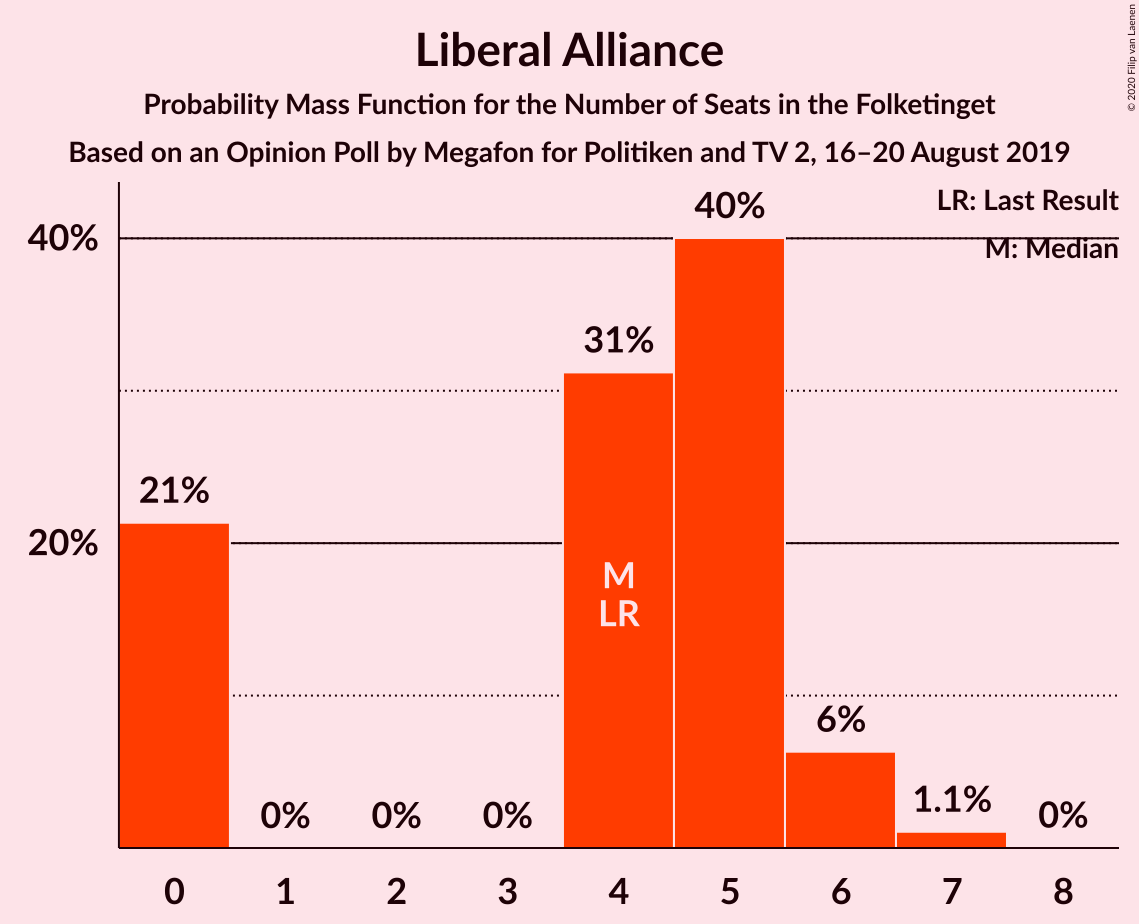 Liberal Alliance
Probability Mass Function for the Number of Seats in the Folketinget
Based on an Opinion Poll by Megafon for Politiken and TV 2, 16–20 August 2019
© 2020 Filip van Laenen
LR: Last Result
M: Median
40%
20%
21%
0%
0%
0%
31%
40%
6%
1.1%
0%
M
LR
0
1
2
3
4
5
6
7
8